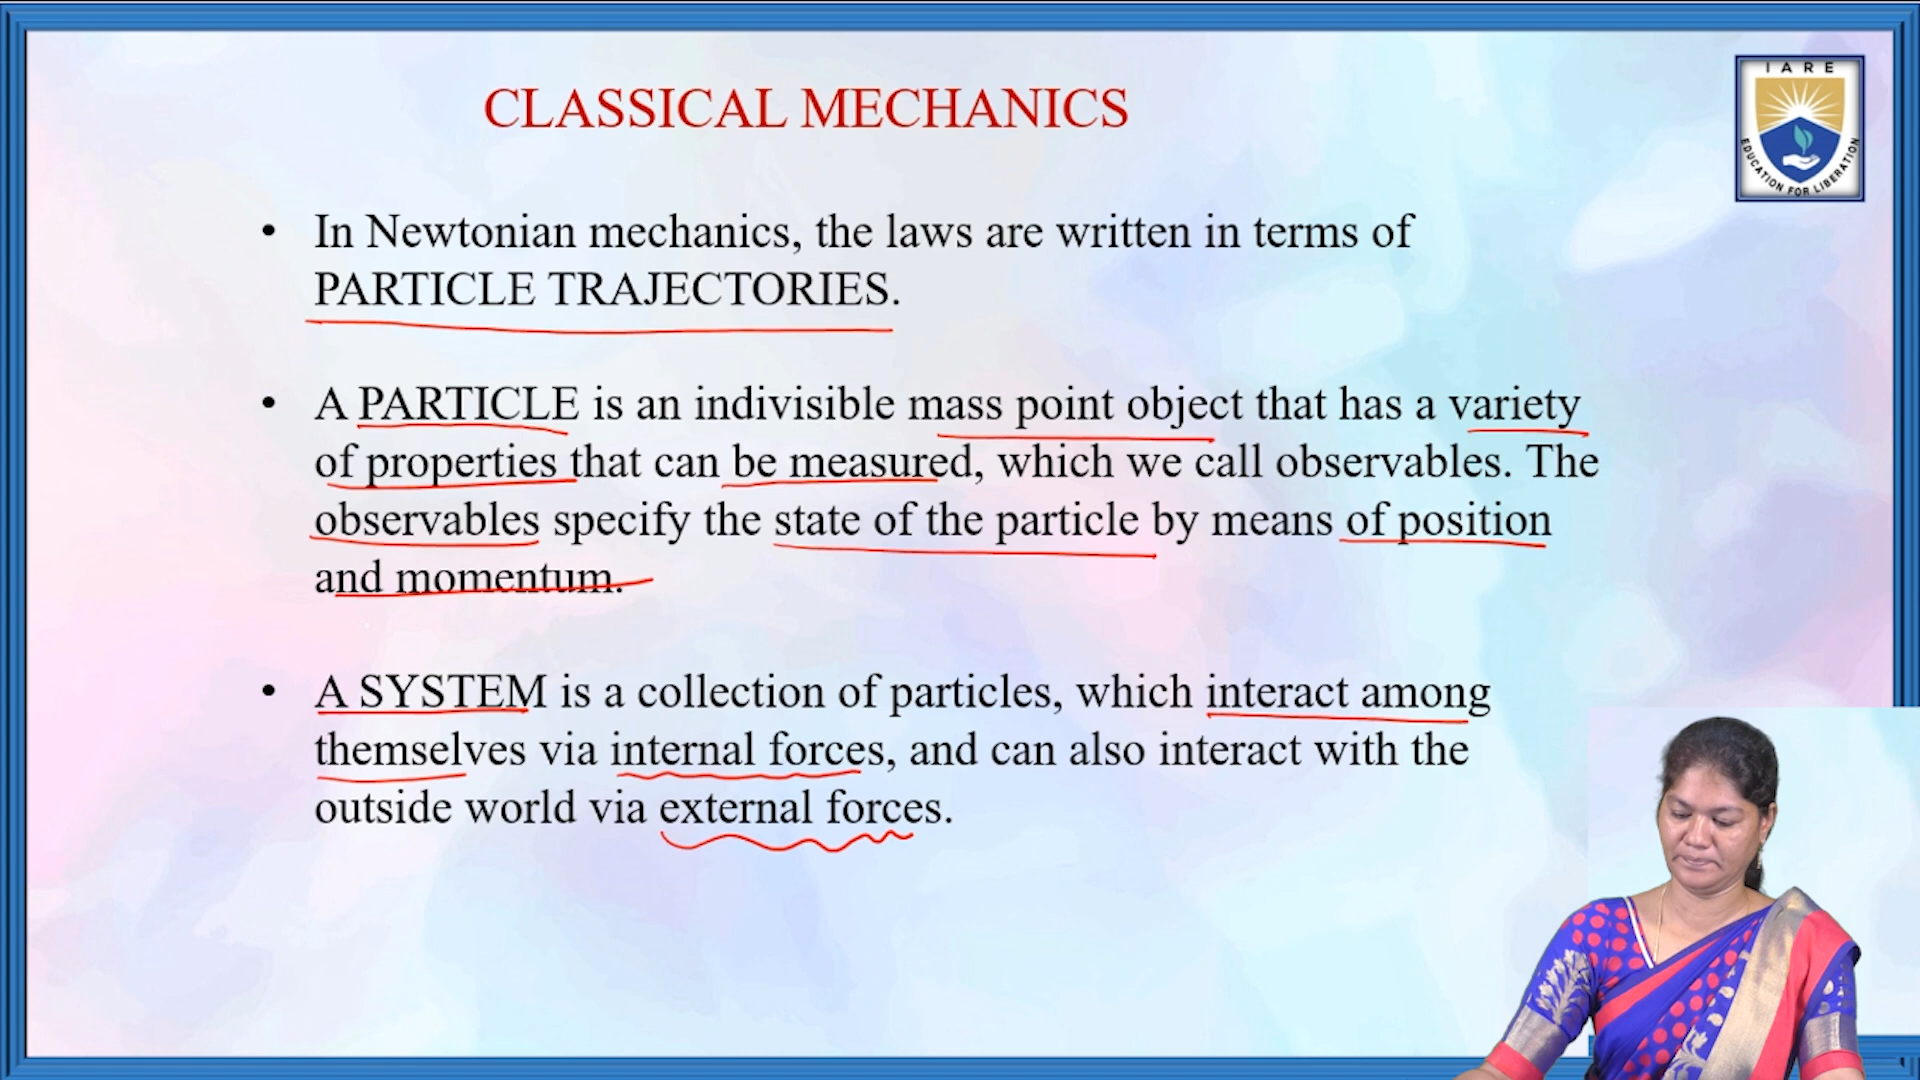 CLASSICAL MECHANICS
I A R E
EDUCATION FOR LIBERATION
• In Newtonian mechanics, the laws are written in terms of
PARTICLE TRAJECTORIES.
• A PARTICLE is an indivisible mass point object that has a variety
of properties that can be measured, which we call observables. The
observables specify the state of the particle by means of position
and momentum.
• A SYSTEM is a collection of particles, which interact among
themselves via internal forces, and can also interact with the
outside world via external forces.